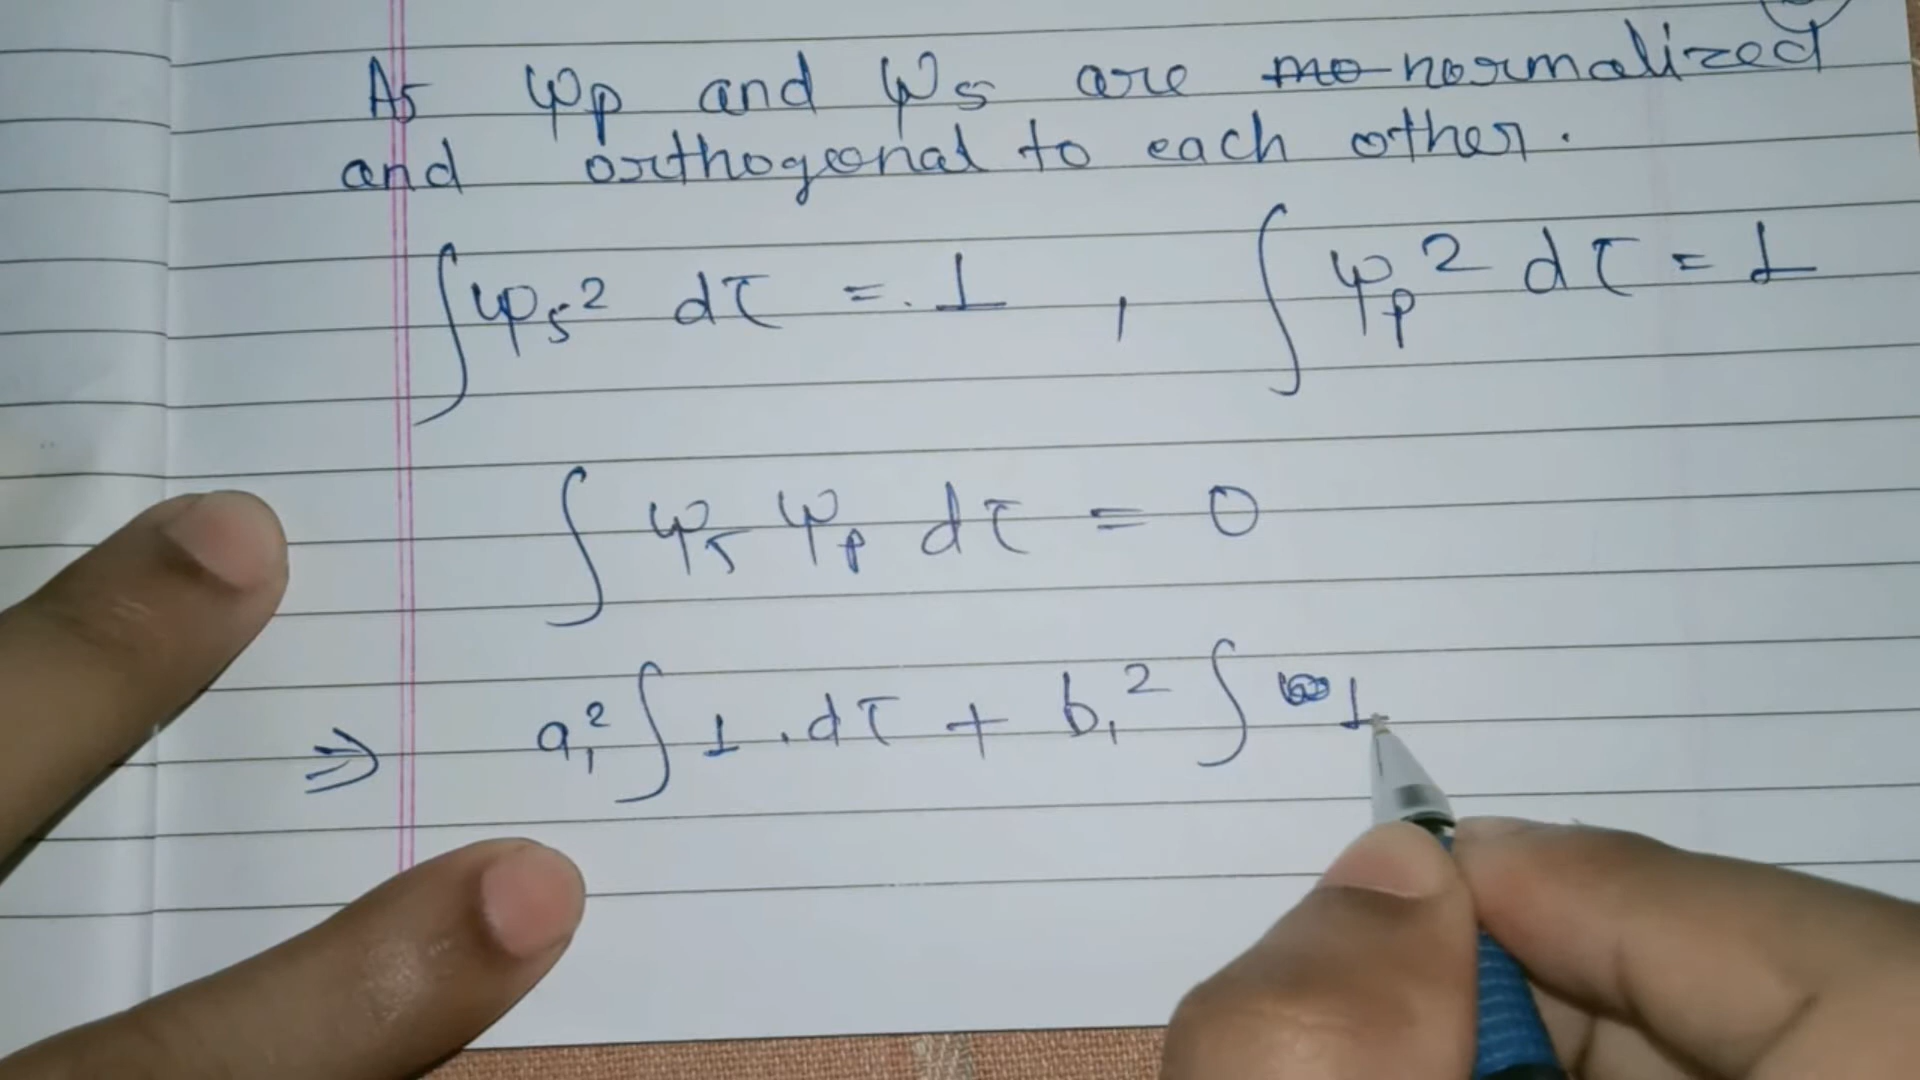 As ψp and ψs are normalized
and orthogonal to each other.
∫ψs² dτ = 1 , ∫ψp² dτ = 1
∫ψs ψp dτ = 0
⇒ a₁² ∫ 1 . dτ + b₁² ∫ 1